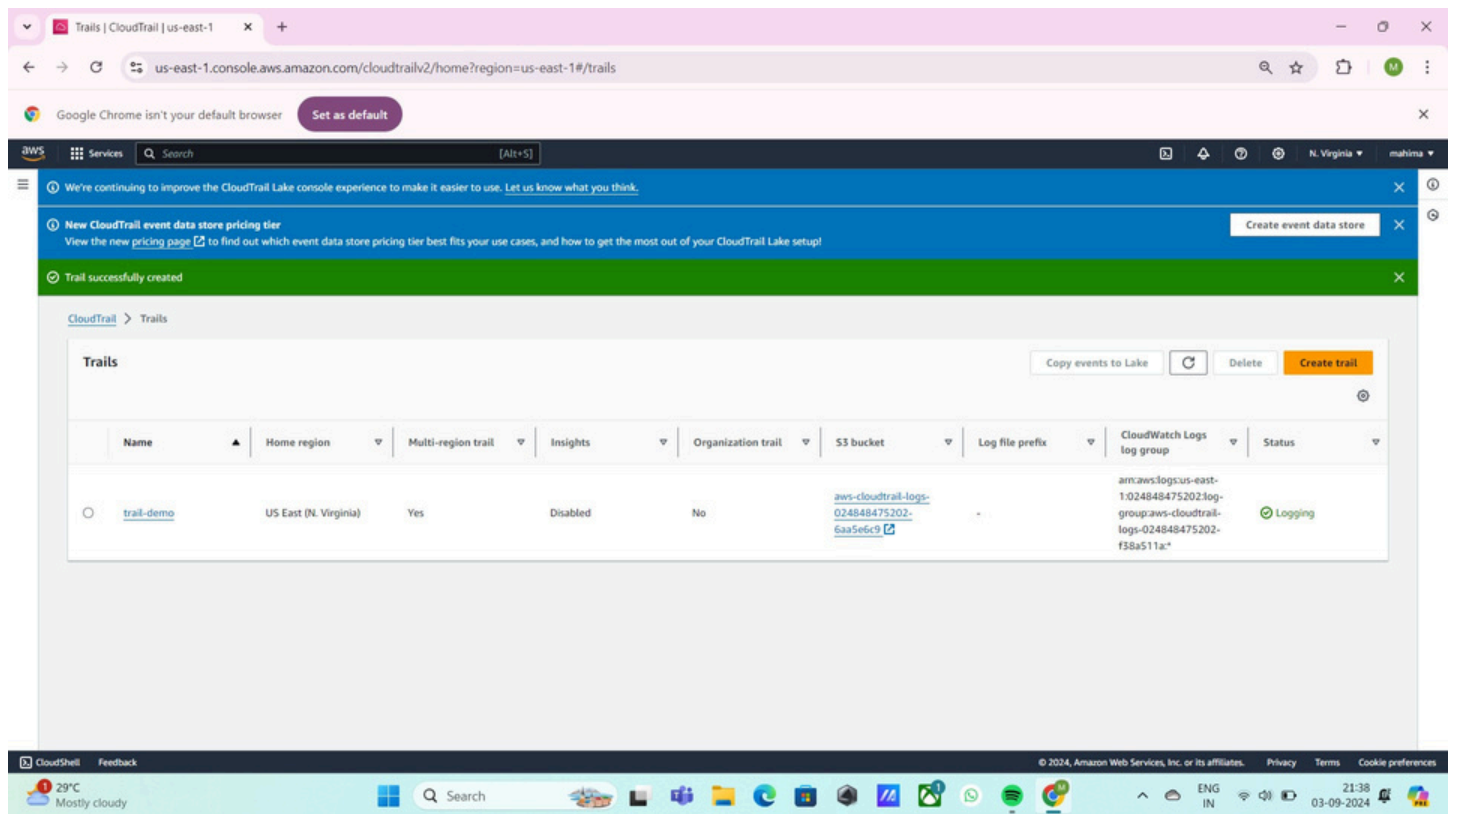 Trails | CloudTrail | us-east-1
us-east-1.console.aws.amazon.com/cloudtrailv2/home?region=us-east-1#/trails
M
Google Chrome isn't your default browser
Set as default
aws
Services
Search
[Alt+S]
N. Virginia
mahima
We're continuing to improve the CloudTrail Lake console experience to make it easier to use. Let us know what you think.
New CloudTrail event data store pricing tier
View the new pricing page to find out which event data store pricing tier best fits your use cases, and how to get the most out of your CloudTrail Lake setup!
Create event data store
Trail successfully created
CloudTrail > Trails
Trails
Copy events to Lake
Delete
Create trail
Name
Home region
Multi-region trail
Insights
Organization trail
S3 bucket
Log file prefix
CloudWatch Logs
log group
Status
trail-demo
US East (N. Virginia)
Yes
Disabled
No
aws-cloudtrail-logs-
024848475202-
6aa5e6c9
-
arn:aws:logs:us-east-
1:024848475202:log-
group:aws-cloudtrail-
logs-024848475202-
f38a511a:*
Logging
CloudShell
Feedback
© 2024, Amazon Web Services, Inc. or its affiliates.
Privacy
Terms
Cookie preferences
1
29°C
Mostly cloudy
Search
ENG
IN
21:38
03-09-2024